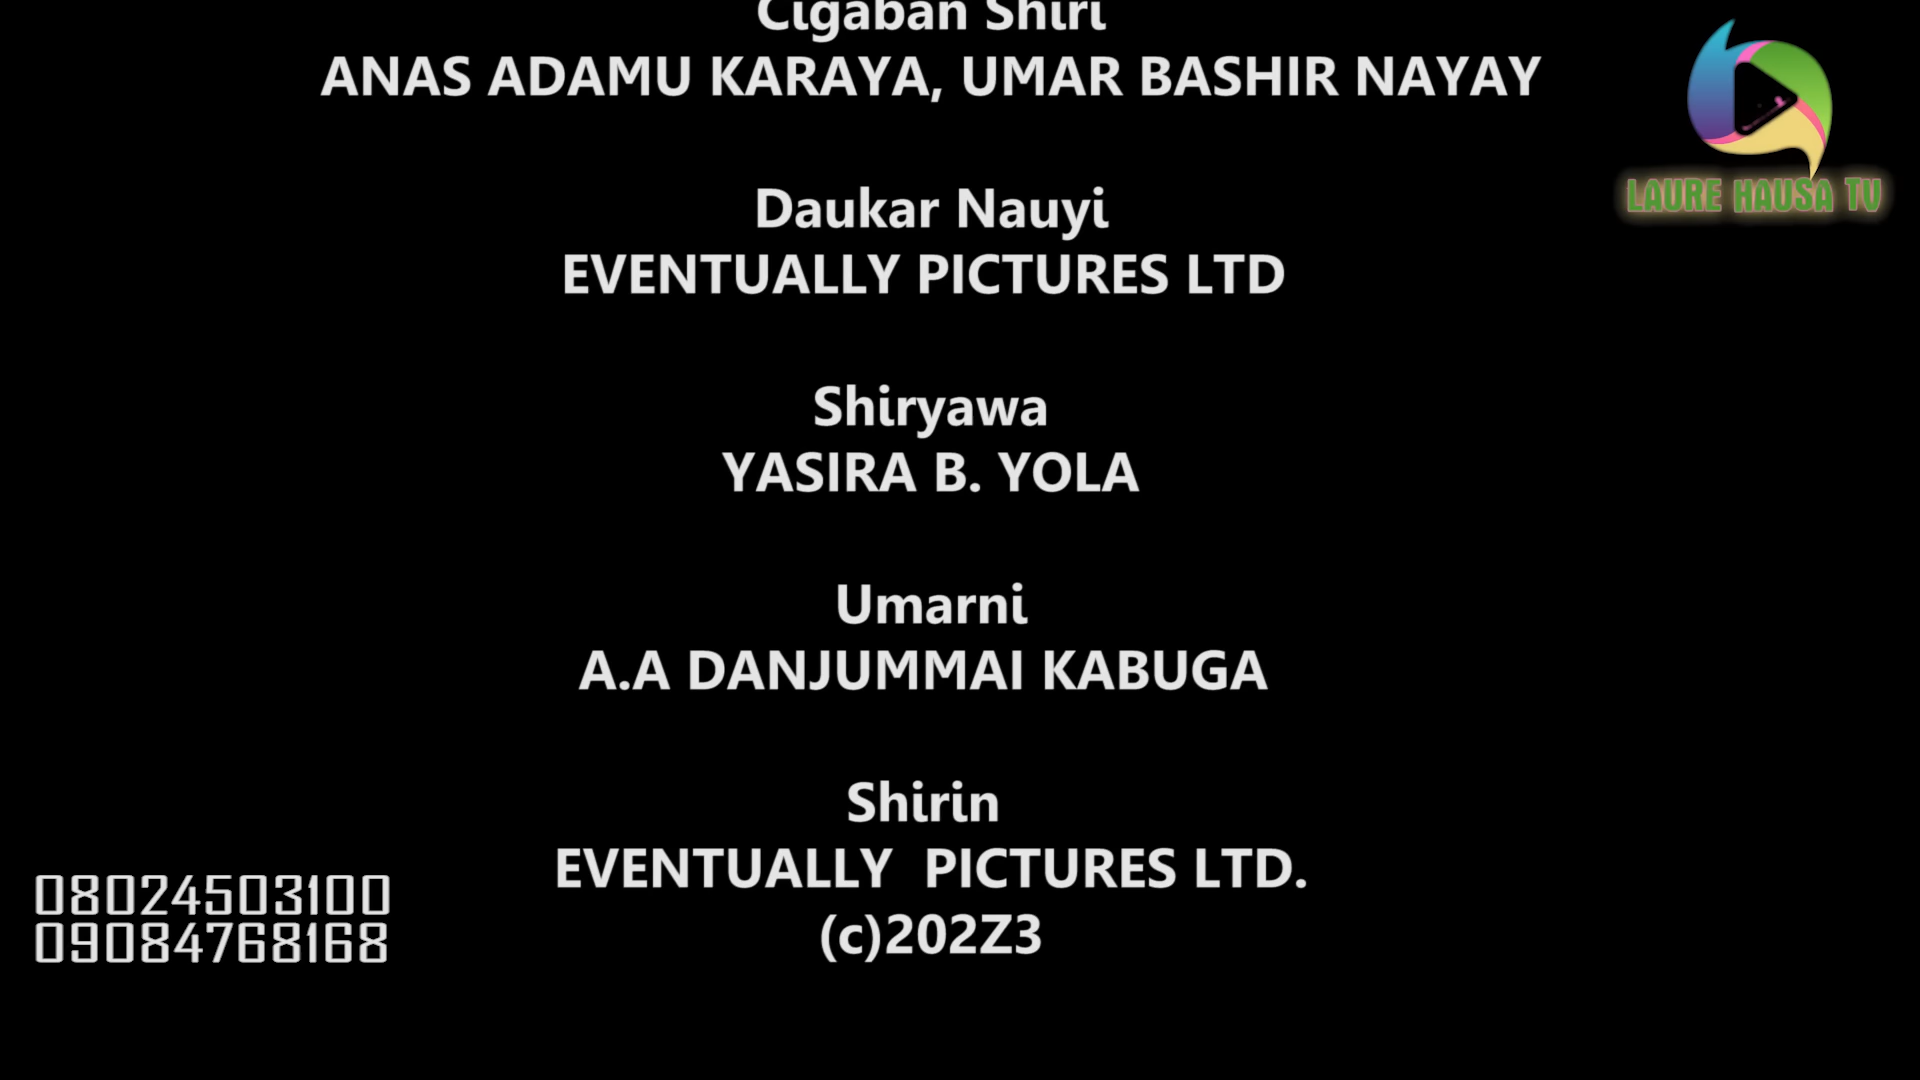 Cigaban Shiri
ANAS ADAMU KARAYA, UMAR BASHIR NAYAY
LAURE HAUSA TV
Daukar Nauyi
EVENTUALLY PICTURES LTD
Shiryawa
YASIRA B. YOLA
Umarni
A.A DANJUMMAI KABUGA
Shirin
EVENTUALLY PICTURES LTD.
(c)202Z3
08024503100
09084768168